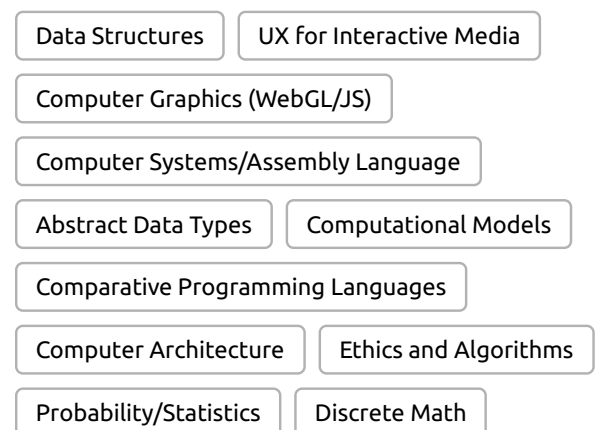 Data Structures UX for Interactive Media
Computer Graphics (WebGL/JS)
Computer Systems/Assembly Language
Abstract Data Types Computational Models
Comparative Programming Languages
Computer Architecture Ethics and Algorithms
Probability/Statistics Discrete Math